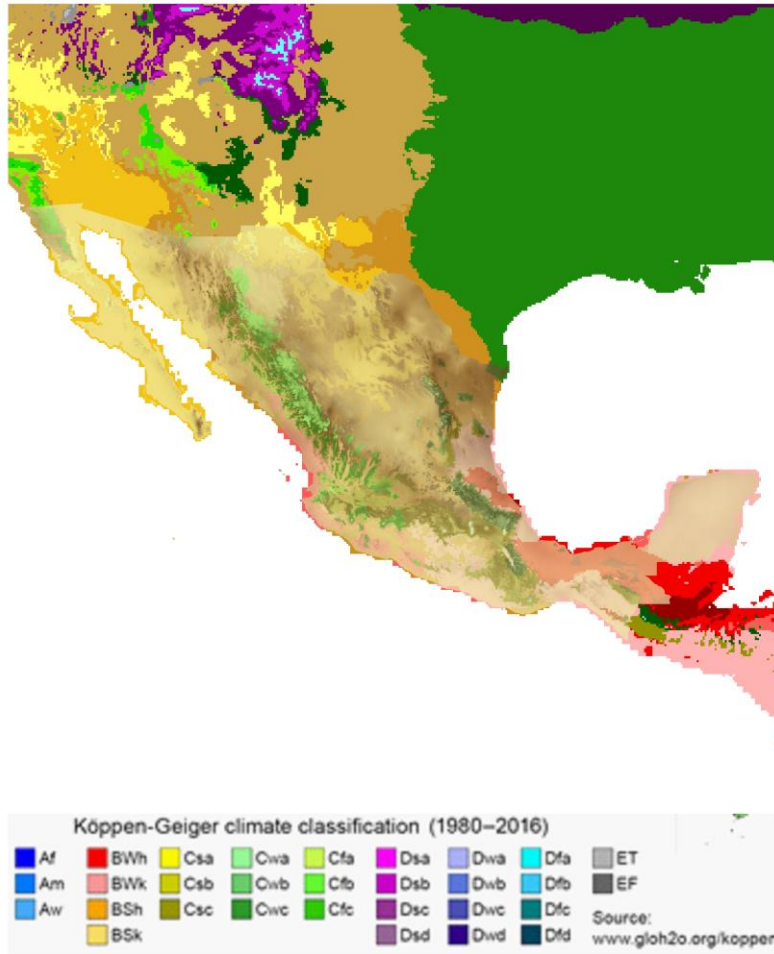 Köppen-Geiger climate classification (1980–2016)
Af BWh Csa Cwa Cfa Dsa Dwa Dfa ET
Am BWk Csb Cwb Cfb Dsb Dwb Dfb EF
Aw BSh Csc Cwc Cfc Dsc Dwc Dfc Source:
BSk Dsd Dwd Dfd www.gloh2o.org/koppen